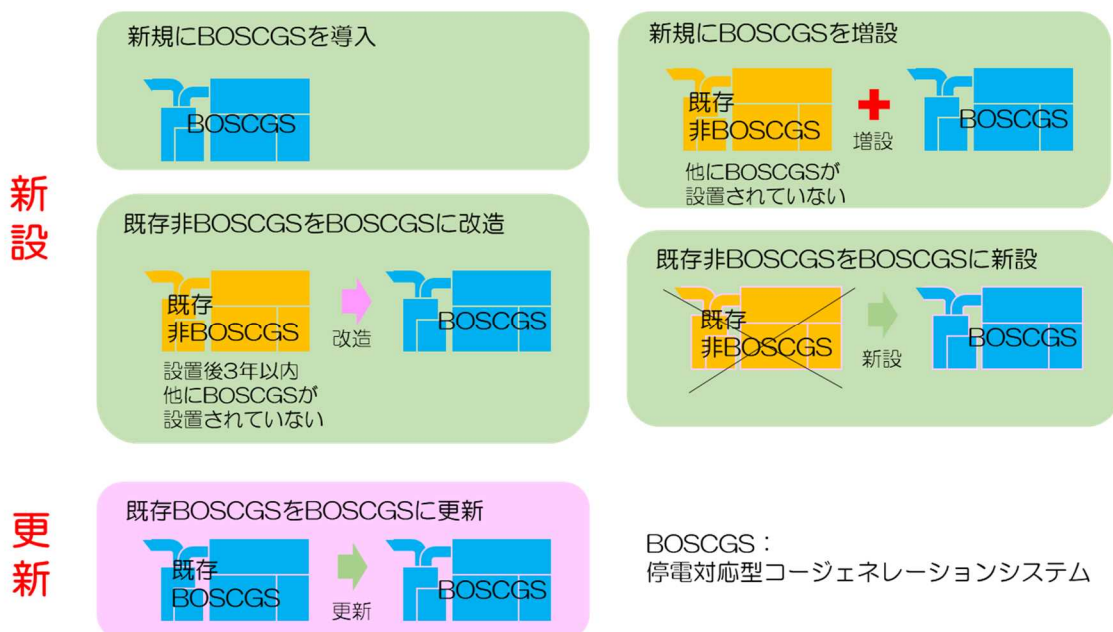 新設
新規にBOSCGSを導入
BOSCGS
新規にBOSCGSを増設
既存
非BOSCGS
増設
BOSCGS
他にBOSCGSが
設置されていない
既存非BOSCGSをBOSCGSに改造
既存
非BOSCGS
改造
BOSCGS
設置後3年以内
他にBOSCGSが
設置されていない
既存非BOSCGSをBOSCGSに新設
既存
非BOSCGS
新設
BOSCGS
更新
既存BOSCGSをBOSCGSに更新
既存
BOSCGS
更新
BOSCGS
BOSCGS：
停電対応型コージェネレーションシステム